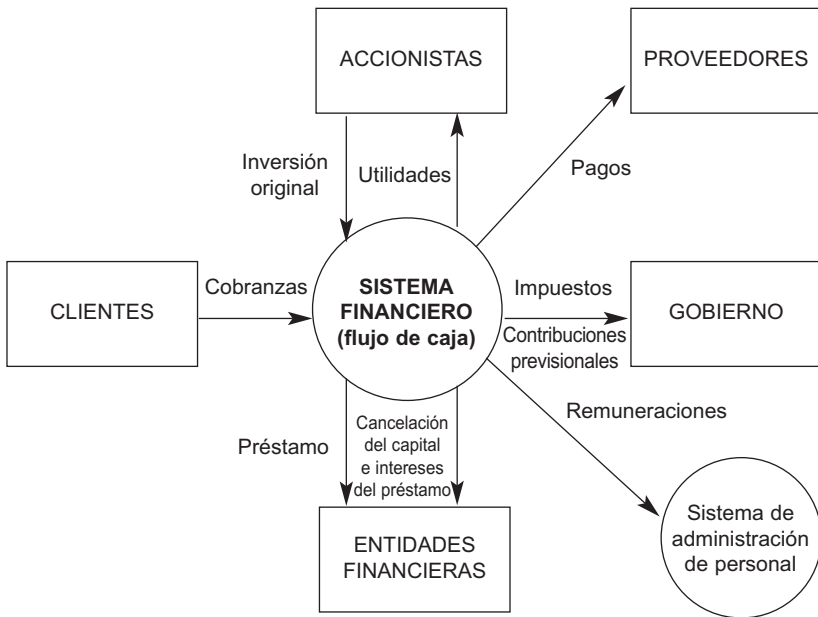 ACCIONISTAS
PROVEEDORES
Inversión
original
Utilidades
Pagos
CLIENTES
Cobranzas
SISTEMA
FINANCIERO
(flujo de caja)
Impuestos
Contribuciones
previsionales
GOBIERNO
Préstamo
Cancelación
del capital
e intereses
del préstamo
Remuneraciones
ENTIDADES
FINANCIERAS
Sistema de
administración
de personal